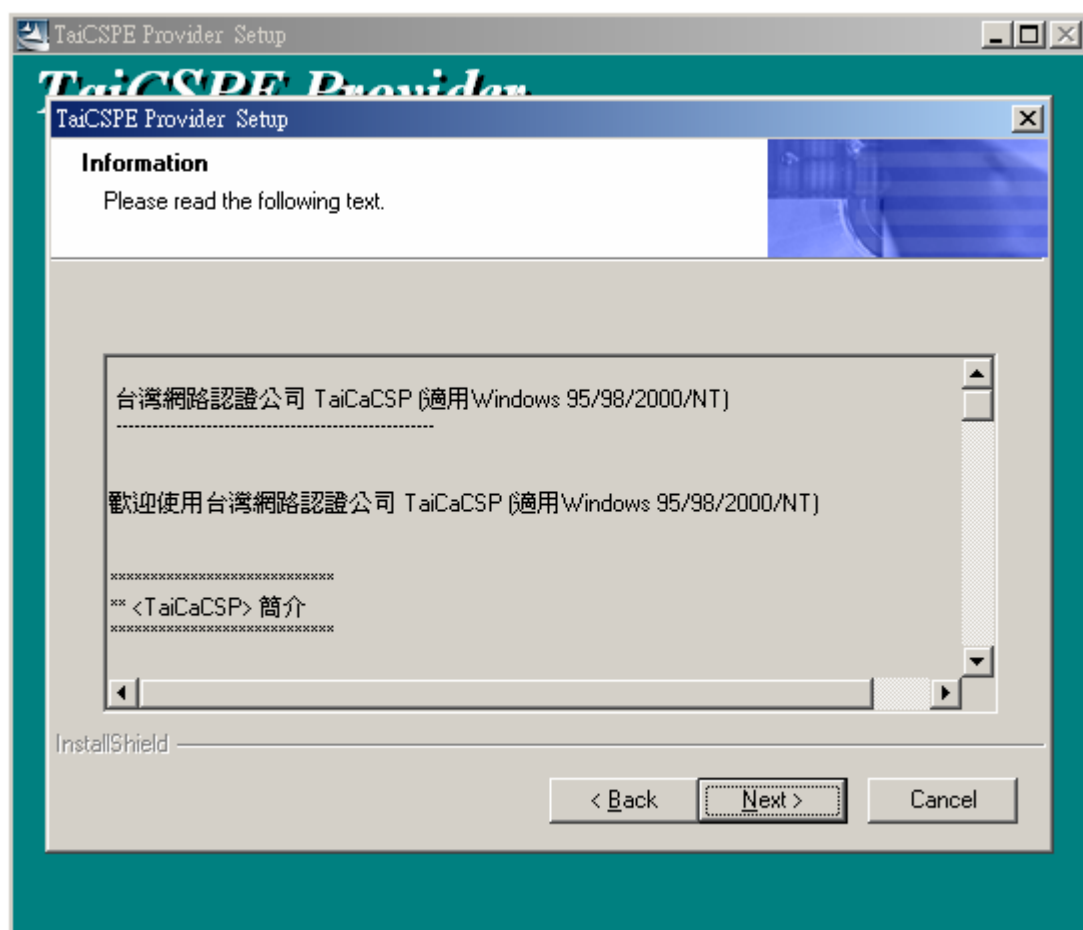 TaiCSPE Provider Setup
TaiCSPE Provider
TaiCSPE Provider Setup
Information
Please read the following text.
台灣網路認證公司 TaiCaCSP (適用Windows 95/98/2000/NT)
-----------------------------------------------------
歡迎使用台灣網路認證公司 TaiCaCSP (適用Windows 95/98/2000/NT)
****************************
** <TaiCaCSP> 簡介
****************************
InstallShield
< Back
Next >
Cancel